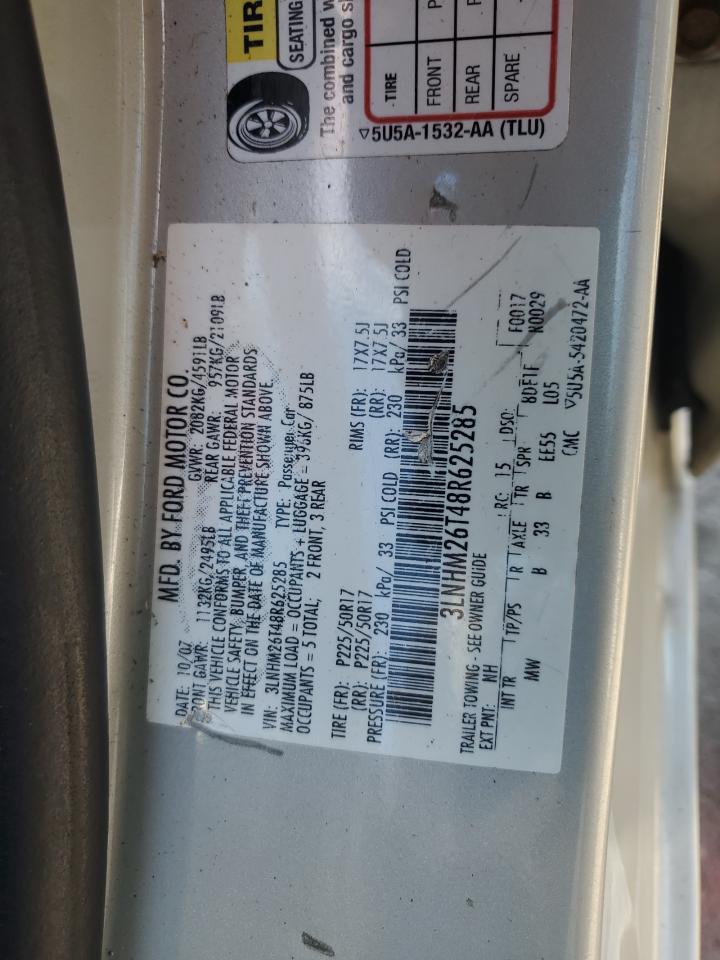 TIR
SEATING
The combined w
and cargo s
TIRE
FRONT P
REAR
SPARE
▽5U5A-1532-AA (TLU)
MFD. BY FORD MOTOR CO.
DATE: 10/07 GVWR: 2082KG/4591LB
FRONT GAWR: 1132KG/2495LB REAR GAWR: 957KG/2109LB
THIS VEHICLE CONFORMS TO ALL APPLICABLE FEDERAL MOTOR
VEHICLE SAFETY, BUMPER, AND THEFT PREVENTION STANDARDS
IN EFFECT ON THE DATE OF MANUFACTURE SHOWN ABOVE.
VIN: 3LNHM26T48R625285 TYPE: Passenger Car
MAXIMUM LOAD = OCCUPANTS + LUGGAGE = 396KG/ 875LB
OCCUPANTS = 5 TOTAL; 2 FRONT, 3 REAR
TIRE (FR): P225/50R17 RIMS (FR): 17X7.5J
(RR): P225/50R17 (RR): 17X7.5J
PRESSURE (FR): 230 kPa/ 33 PSI COLD (RR): 230 kPa/ 33 PSI COLD
3LNHM26T48R625285
TRAILER TOWING - SEE OWNER GUIDE
EXT PNT: NH RC: 15 DSO: F0017
INT TR TP/PS R AXLE TR SPR K0029
MW B 33 B EE55 L05
CMC ▽5U5A-5420472-AA